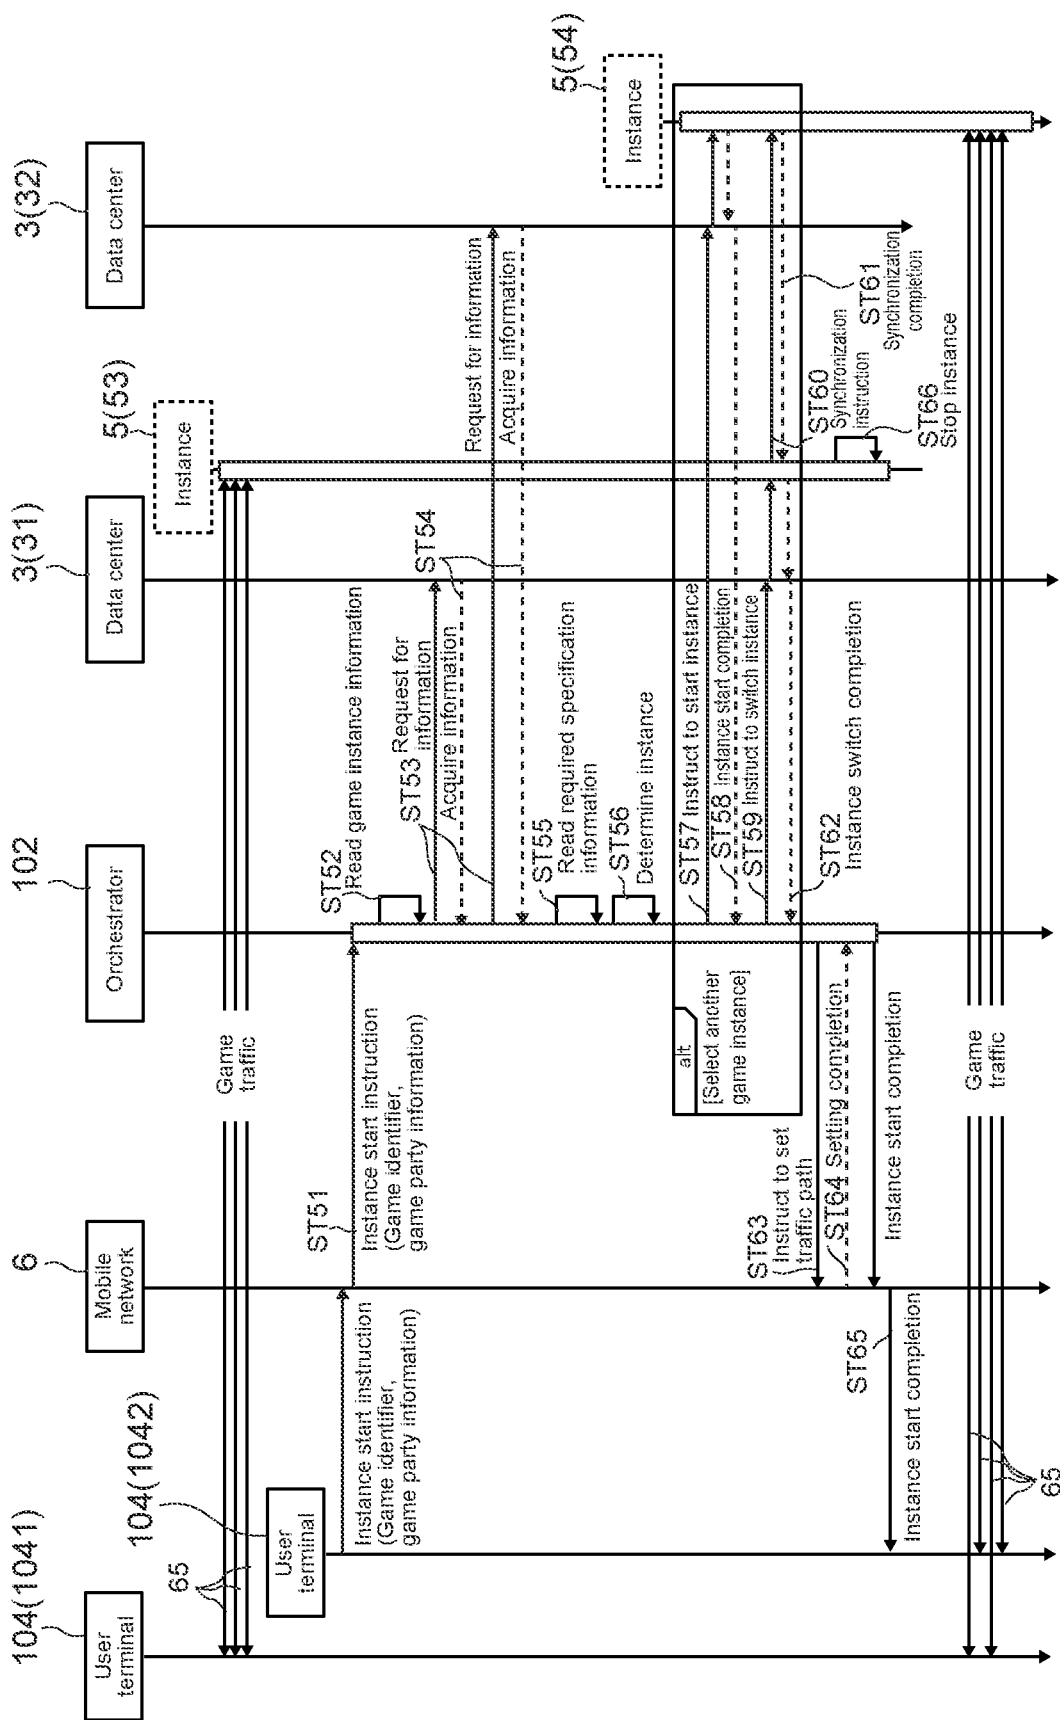 104(1041)
User
terminal
104(1042)
User
terminal
6
Mobile
network
102
Orchestrator
3(31)
Data center
5(53)
Instance
3(32)
Data center
5(54)
Instance
65
Game
traffic
Instance start instruction
(Game identifier,
game party information)
ST51
Instance start instruction
(Game identifier,
game party information)
ST52
Read game instance information
ST53
Request for
information
Acquire information
ST54
Request for information
Acquire information
ST55
Read required specification
information
ST56
Determine instance
alt
[Select another
game instance]
ST57 Instruct to start instance
ST58 Instance start completion
ST59 Instruct to switch instance
ST60
Synchronization
instruction
ST61
Synchronization
completion
ST62
Instance switch completion
ST63
Instruct to set
traffic path
ST64 Setting completion
Instance start completion
ST65
Instance start completion
ST66
Stop instance
Game
traffic
65